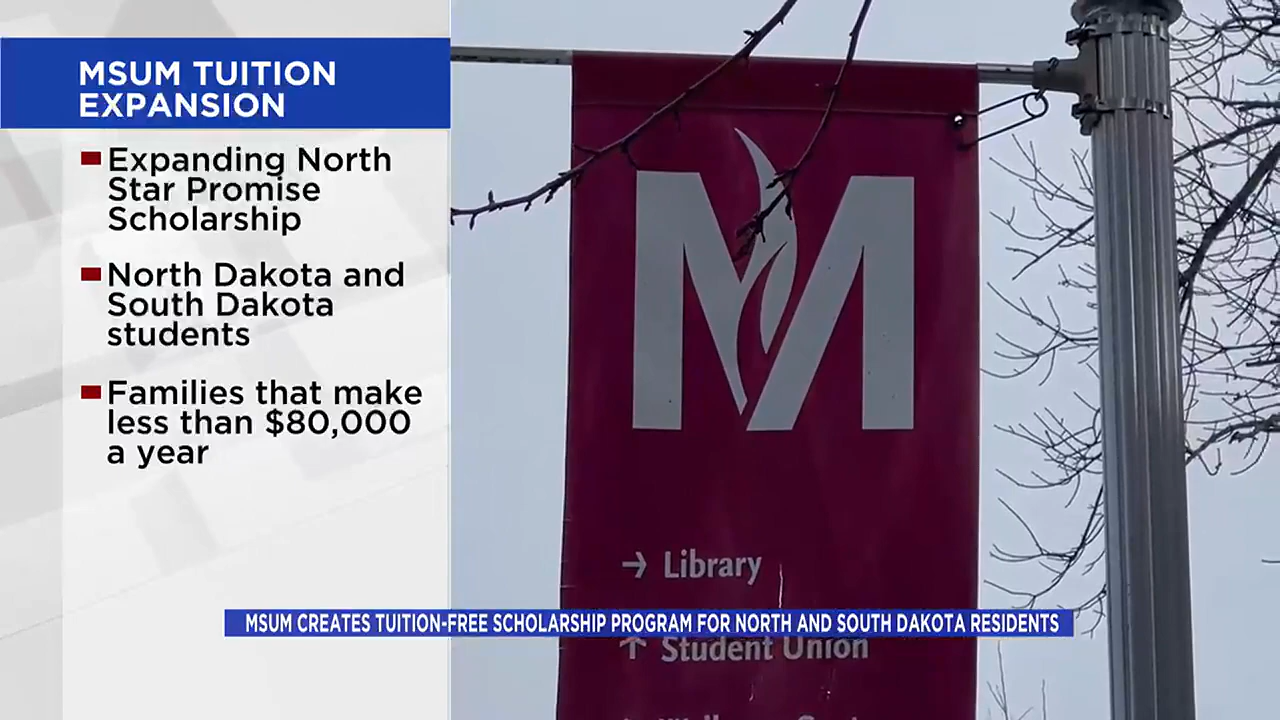 MSUM TUITION
EXPANSION
Expanding North
Star Promise
Scholarship
North Dakota and
South Dakota
students
Families that make
less than $80,000
a year
M
→ Library
MSUM CREATES TUITION-FREE SCHOLARSHIP PROGRAM FOR NORTH AND SOUTH DAKOTA RESIDENTS
↑ Student Union